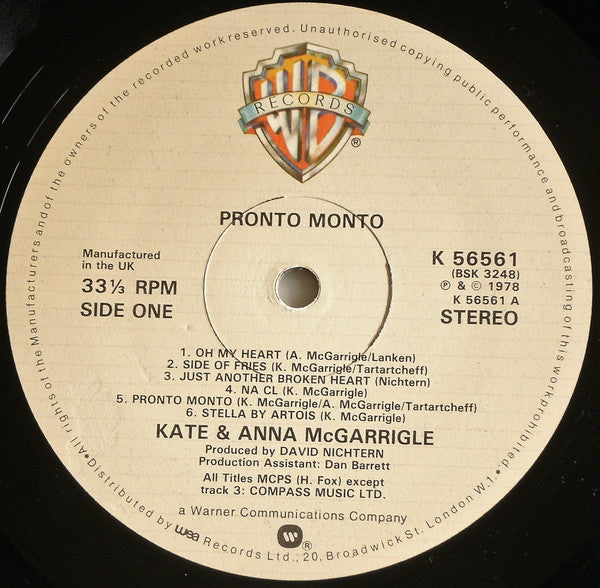 All rights of the Manufacturers and of the owners of the recorded work reserved. Unauthorised copying public performance and broadcasting of this work prohibited.
WB
RECORDS
®
PRONTO MONTO
Manufactured
in the UK
33⅓ RPM
SIDE ONE
K 56561
(BSK 3248)
℗ & © 1978
K 56561 A
STEREO
1. OH MY HEART (A. McGarrigle/Lanken)
2. SIDE OF FRIES (K. McGarrigle/Tartartcheff)
3. JUST ANOTHER BROKEN HEART (Nichtern)
4. NA CL (K. McGarrigle)
5. PRONTO MONTO (K. McGarrigle/A. McGarrigle/Tartartcheff)
6. STELLA BY ARTOIS (K. McGarrigle)
KATE & ANNA McGARRIGLE
Produced by DAVID NICHTERN
Production Assistant: Dan Barrett
All Titles MCPS (H. Fox) except
track 3: COMPASS MUSIC LTD.
a Warner Communications Company
W ®
•Distributed by wea Records Ltd., 20, Broadwick St. London W.1.•